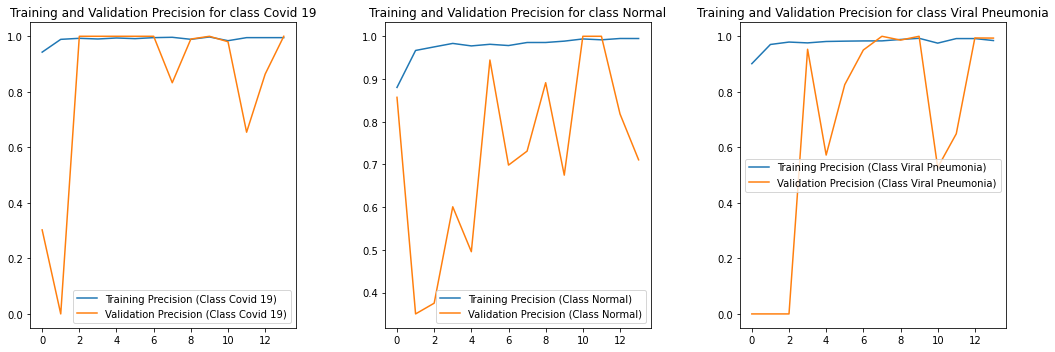 Training and Validation Precision for class Covid 19
1.0
0.8
0.6
0.4
0.2
0.0
0 2 4 6 8 10 12
Training Precision (Class Covid 19)
Validation Precision (Class Covid 19)
Training and Validation Precision for class Normal
1.0
0.9
0.8
0.7
0.6
0.5
0.4
0 2 4 6 8 10 12
Training Precision (Class Normal)
Validation Precision (Class Normal)
Training and Validation Precision for class Viral Pneumonia
1.0
0.8
0.6
0.4
0.2
0.0
0 2 4 6 8 10 12
Training Precision (Class Viral Pneumonia)
Validation Precision (Class Viral Pneumonia)